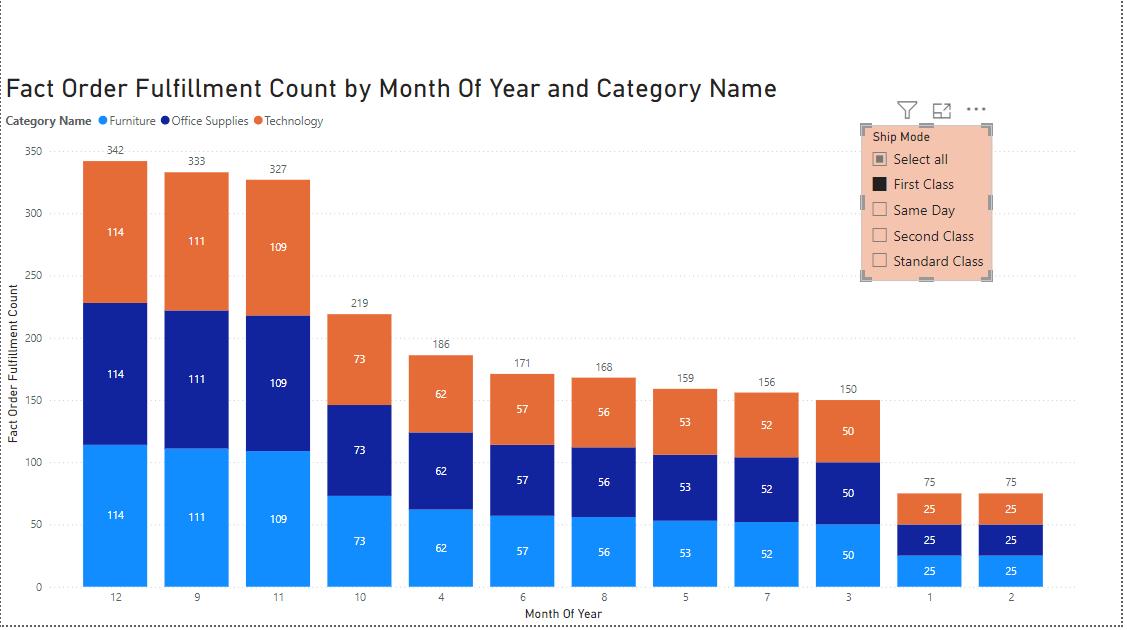 Fact Order Fulfillment Count by Month Of Year and Category Name
Category Name Furniture Office Supplies Technology
Ship Mode
Select all
First Class
Same Day
Second Class
Standard Class
Fact Order Fulfillment Count
350
300
250
200
150
100
50
0
342 333 327 219 186 171 168 159 156 150 75 75
114 111 109 73 62 57 56 53 52 50 25 25
114 111 109 73 62 57 56 53 52 50 25 25
114 111 109 73 62 57 56 53 52 50 25 25
12 9 11 10 4 6 8 5 7 3 1 2
Month Of Year